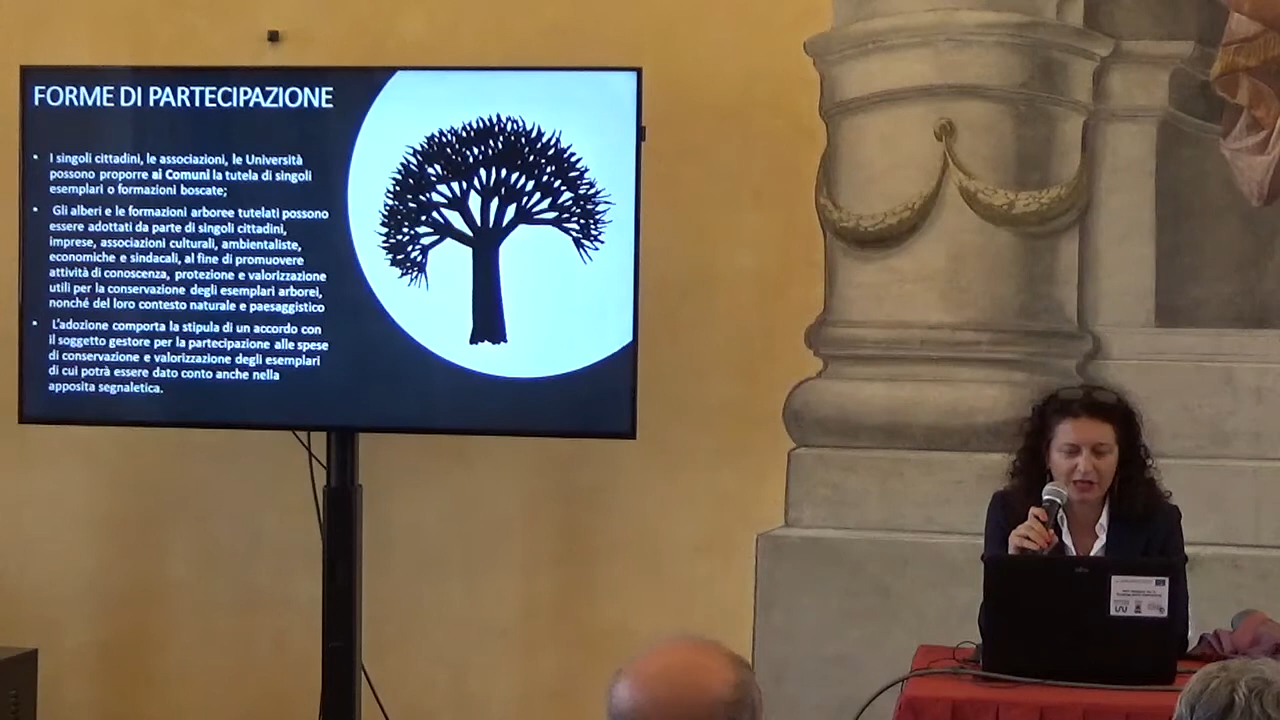 FORME DI PARTECIPAZIONE
• I singoli cittadini, le associazioni, le Università
possono proporre ai Comuni la tutela di singoli
esemplari o formazioni boscate;
• Gli alberi e le formazioni arboree tutelati possono
essere adottati da parte di singoli cittadini,
imprese, associazioni culturali, ambientaliste,
economiche e sindacali, al fine di promuovere
attività di conoscenza, protezione e valorizzazione
utili per la conservazione degli esemplari arborei,
nonché del loro contesto naturale e paesaggistico
• L'adozione comporta la stipula di un accordo con
il soggetto gestore per la partecipazione alle spese
di conservazione e valorizzazione degli esemplari
di cui potrà essere dato conto anche nella
apposita segnaletica.